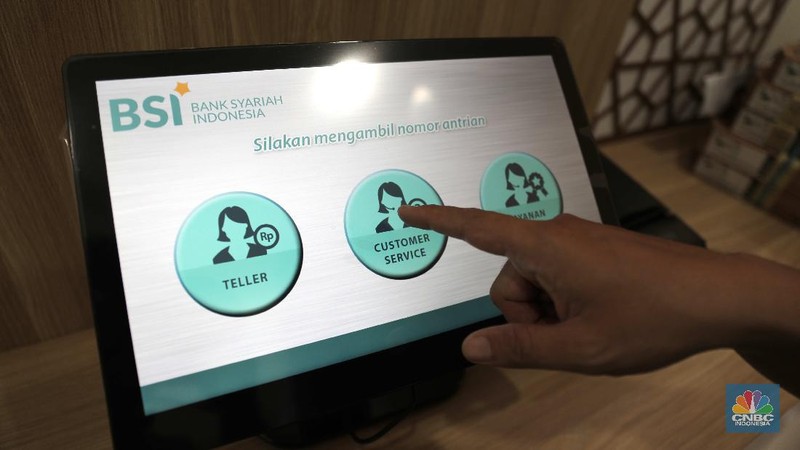 BSI BANK SYARIAH
INDONESIA
Silakan mengambil nomor antrian
Rp
TELLER
CUSTOMER
SERVICE
CNBC
INDONESIA